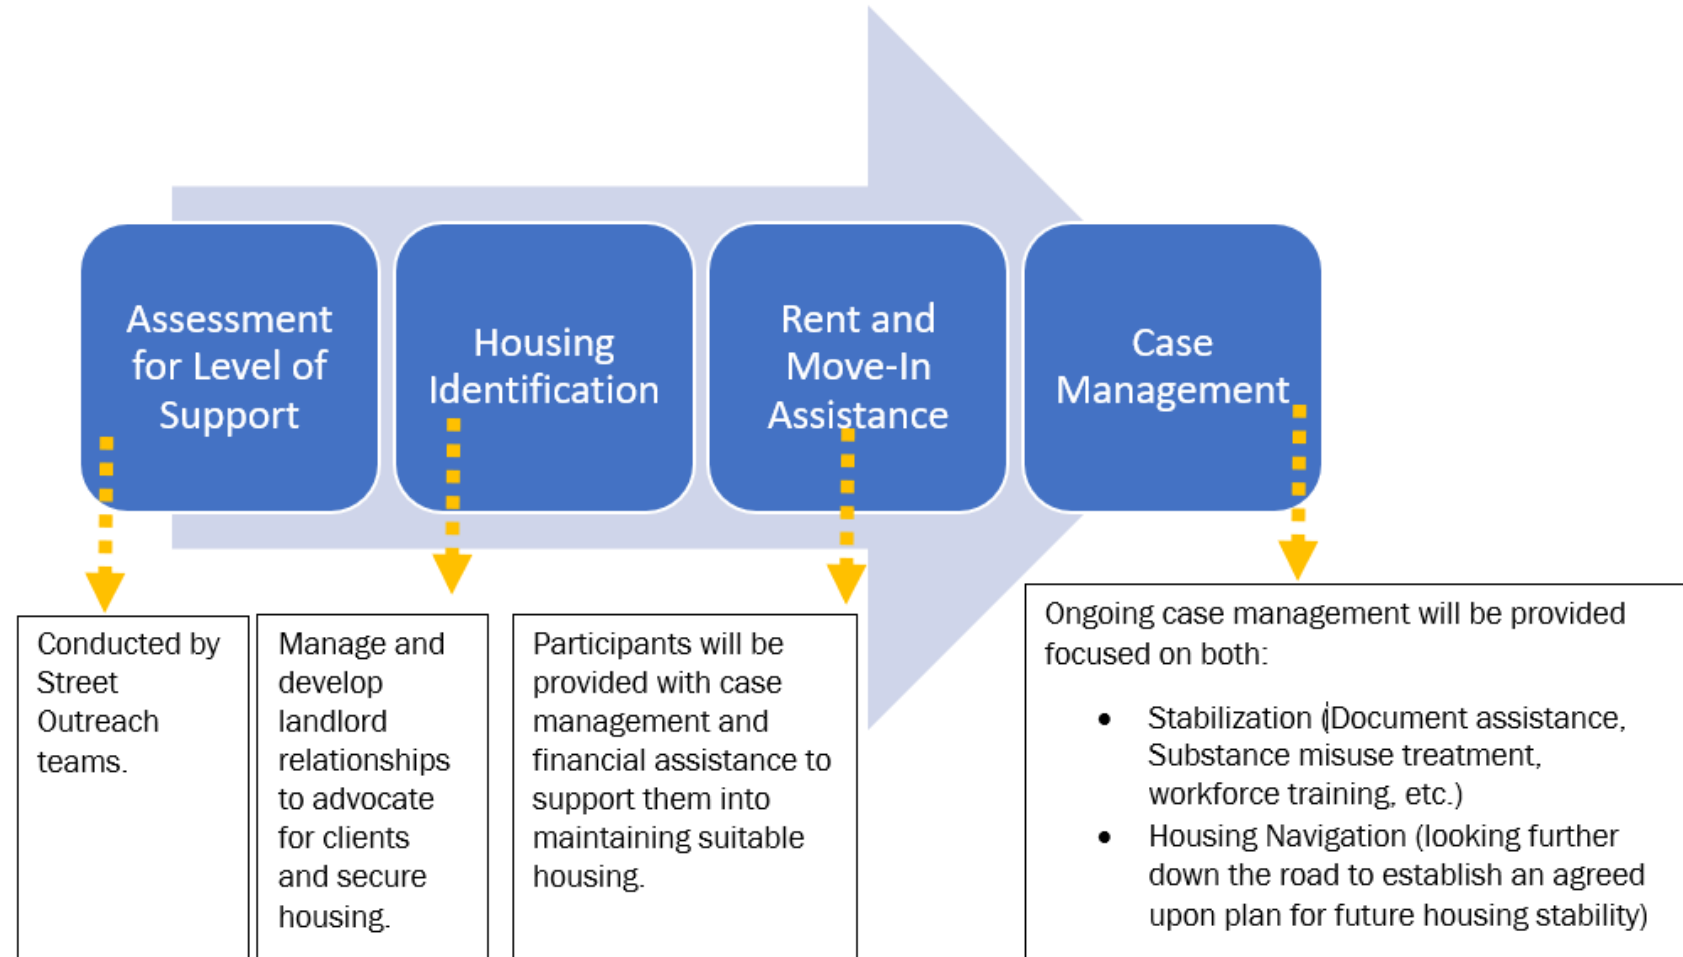 Assessment
for Level of
Support
Housing
Identification
Rent and
Move-In
Assistance
Case
Management
Conducted by
Street
Outreach
teams.
Manage and
develop
landlord
relationships
to advocate
for clients
and secure
housing.
Participants will be
provided with case
management and
financial assistance to
support them into
maintaining suitable
housing.
Ongoing case management will be provided
focused on both:
• Stabilization (Document assistance,
Substance misuse treatment,
workforce training, etc.)
• Housing Navigation (looking further
down the road to establish an agreed
upon plan for future housing stability)